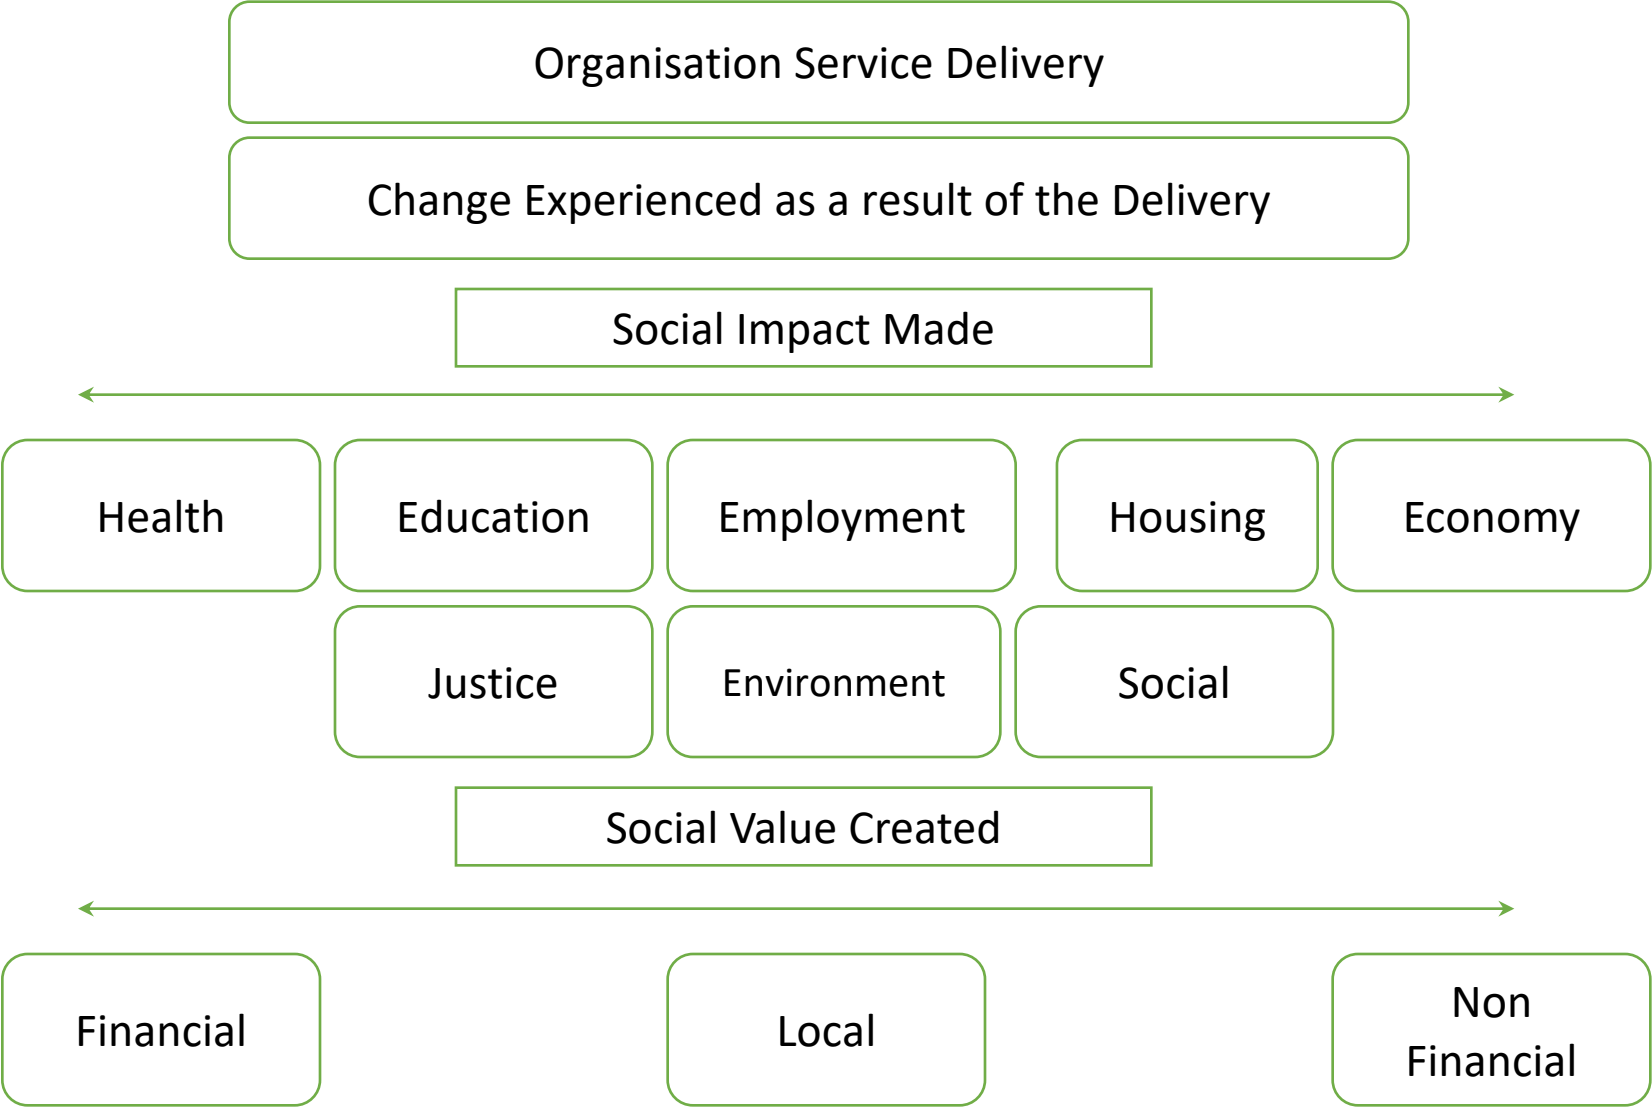 Organisation Service Delivery
Change Experienced as a result of the Delivery
Social Impact Made
Health
Education
Employment
Housing
Economy
Justice
Environment
Social
Social Value Created
Financial
Local
Non
Financial